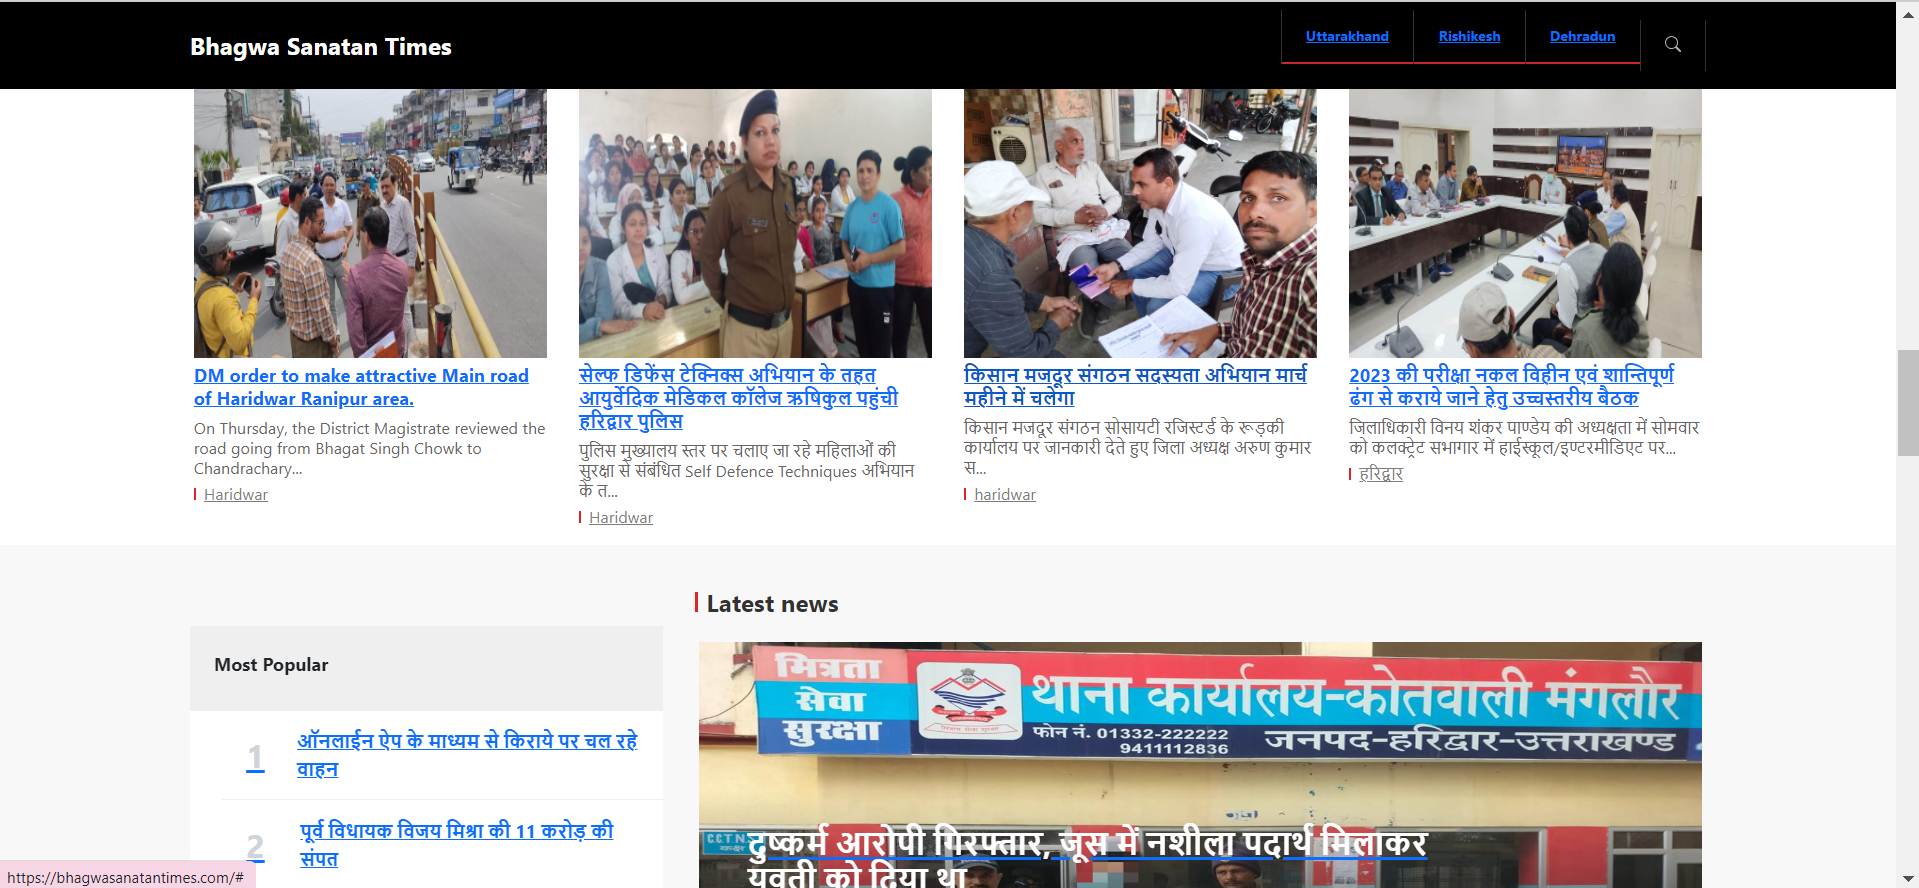 Bhagwa Sanatan Times
Uttarakhand
Rishikesh
Dehradun
DM order to make attractive Main road
of Haridwar Ranipur area.
On Thursday, the District Magistrate reviewed the
road going from Bhagat Singh Chowk to
Chandrachary...
Haridwar
सेल्फ डिफेंस टेक्निक्स अभियान के तहत
आयुर्वेदिक मेडिकल कॉलेज ऋषिकुल पहुंची
हरिद्वार पुलिस
पुलिस मुख्यालय स्तर पर चलाए जा रहे महिलाओं की
सुरक्षा से संबंधित Self Defence Techniques अभियान
के त...
Haridwar
किसान मजदूर संगठन सदस्यता अभियान मार्च
महीने में चलेगा
किसान मजदूर संगठन सोसायटी रजिस्टर्ड के रूड़की
कार्यालय पर जानकारी देते हुए जिला अध्यक्ष अरुण कुमार
स...
haridwar
2023 की परीक्षा नकल विहीन एवं शान्तिपूर्ण
ढंग से कराये जाने हेतु उच्चस्तरीय बैठक
जिलाधिकारी विनय शंकर पाण्डेय की अध्यक्षता में सोमवार
को कलक्ट्रेट सभागार में हाईस्कूल/इण्टरमीडिएट पर...
हरिद्वार
Most Popular
1
ऑनलाईन ऐप के माध्यम से किराये पर चल रहे
वाहन
2
पूर्व विधायक विजय मिश्रा की 11 करोड़ की
संपत
Latest news
मित्रता
सेवा
सुरक्षा
थाना कार्यालय-कोतवाली मंगलौर
फोन नं. 01332-222222
9411112836
जनपद-हरिद्वार-उत्तराखण्ड
दुष्कर्म आरोपी गिरफ्तार, जूस में नशीला पदार्थ मिलाकर
युवती को दिया था
https://bhagwasanatantimes.com/#